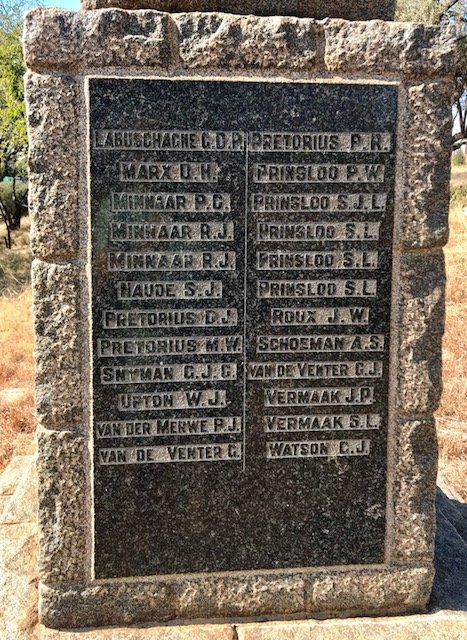 LABUSCHAGNE C.D.P.
MARX D.H.
MINNAAR P.C.
MINNAAR R.J.
MINNAAR R.J.
NAUDE S.J.
PRETORIUS D.J.
PRETORIUS M.W.
SNYMAN C.J.C.
UPTON W.J.
VAN DER MERWE P.J.
VAN DE VENTER G.
PRETORIUS P.R.
PRINSLOO P.W.
PRINSLOO S.J.L.
PRINSLOO S.L.
PRINSLOO S.L.
PRINSLOO S.L.
ROUX J.W.
SCHOEMAN A.S.
VAN DE VENTER C.J.
VERMAAK J.P.
VERMAAK S.L.
WATSON C.J.